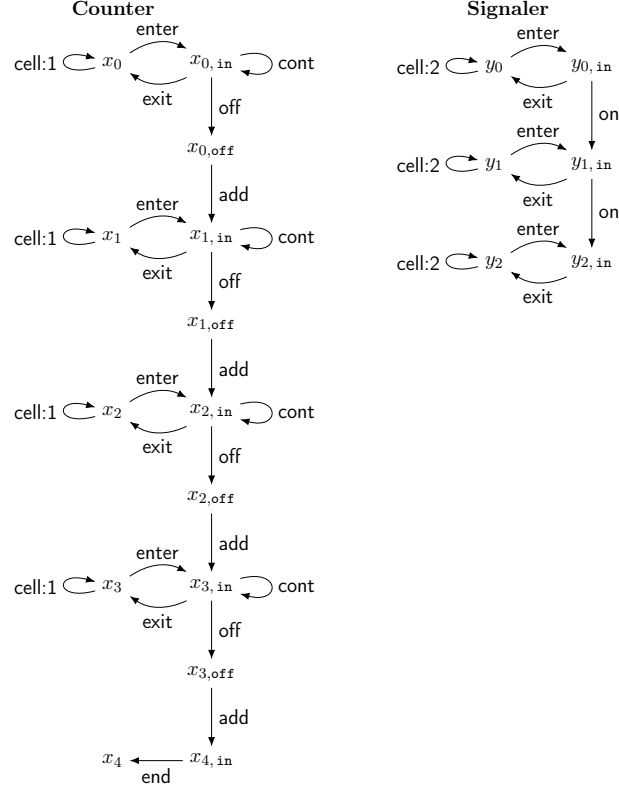 Counter
enter
cell:1 x₀ x₀,in cont
exit
off
x₀,off
add
enter
cell:1 x₁ x₁,in cont
exit
off
x₁,off
add
enter
cell:1 x₂ x₂,in cont
exit
off
x₂,off
add
enter
cell:1 x₃ x₃,in cont
exit
off
x₃,off
add
x₄ x₄,in
end
Signaler
enter
cell:2 y₀ y₀,in
exit
on
enter
cell:2 y₁ y₁,in
exit
on
enter
cell:2 y₂ y₂,in
exit